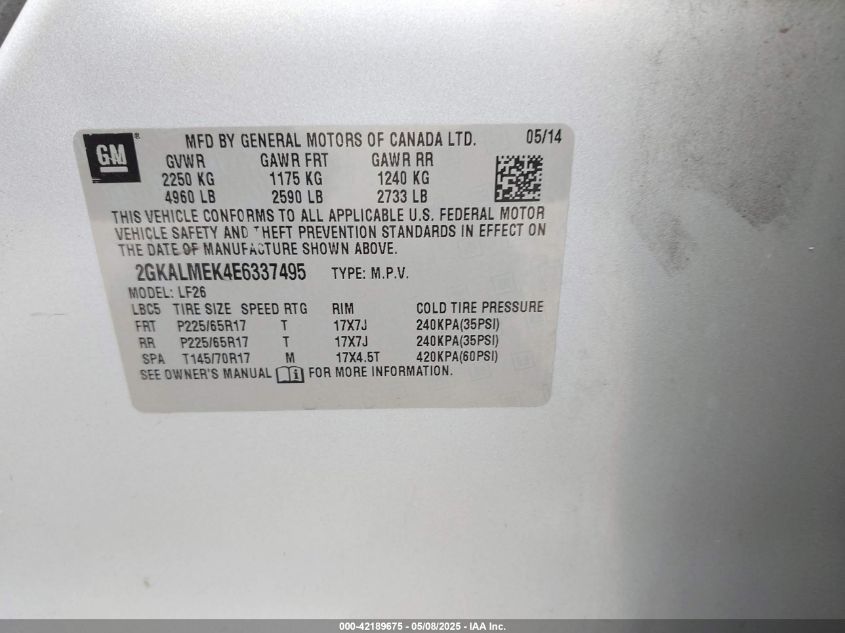 GM
MFD BY GENERAL MOTORS OF CANADA LTD. 05/14
GVWR GAWR FRT GAWR RR
2250 KG 1175 KG 1240 KG
4960 LB 2590 LB 2733 LB
THIS VEHICLE CONFORMS TO ALL APPLICABLE U.S. FEDERAL MOTOR
VEHICLE SAFETY AND THEFT PREVENTION STANDARDS IN EFFECT ON
THE DATE OF MANUFACTURE SHOWN ABOVE.
2GKALMEK4E6337495 TYPE: M.P.V.
MODEL: LF26
LBC5 TIRE SIZE SPEED RTG RIM COLD TIRE PRESSURE
FRT P225/65R17 T 17X7J 240KPA(35PSI)
RR P225/65R17 T 17X7J 240KPA(35PSI)
SPA T145/70R17 M 17X4.5T 420KPA(60PSI)
SEE OWNER'S MANUAL i FOR MORE INFORMATION.
000-42189675 - 05/08/2025 - IAA Inc.